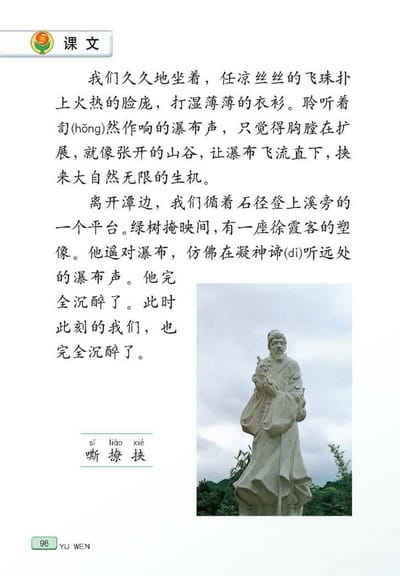 课文
我们久久地坐着，任凉丝丝的飞珠扑
上火热的脸庞，打湿薄薄的衣衫。聆听着
訇(hōng)然作响的瀑布声，只觉得胸膛在扩
展，就像张开的山谷，让瀑布飞流直下，挟
来大自然无限的生机。
离开潭边，我们循着石径登上溪旁的
一个平台。绿树掩映间，有一座徐霞客的塑
像。他遥对瀑布，仿佛在凝神谛(dì)听远处
的瀑布声。他完
全沉醉了。此时
此刻的我们，也
完全沉醉了。
sī liáo xié
嘶 撩 挟
96 YU WEN